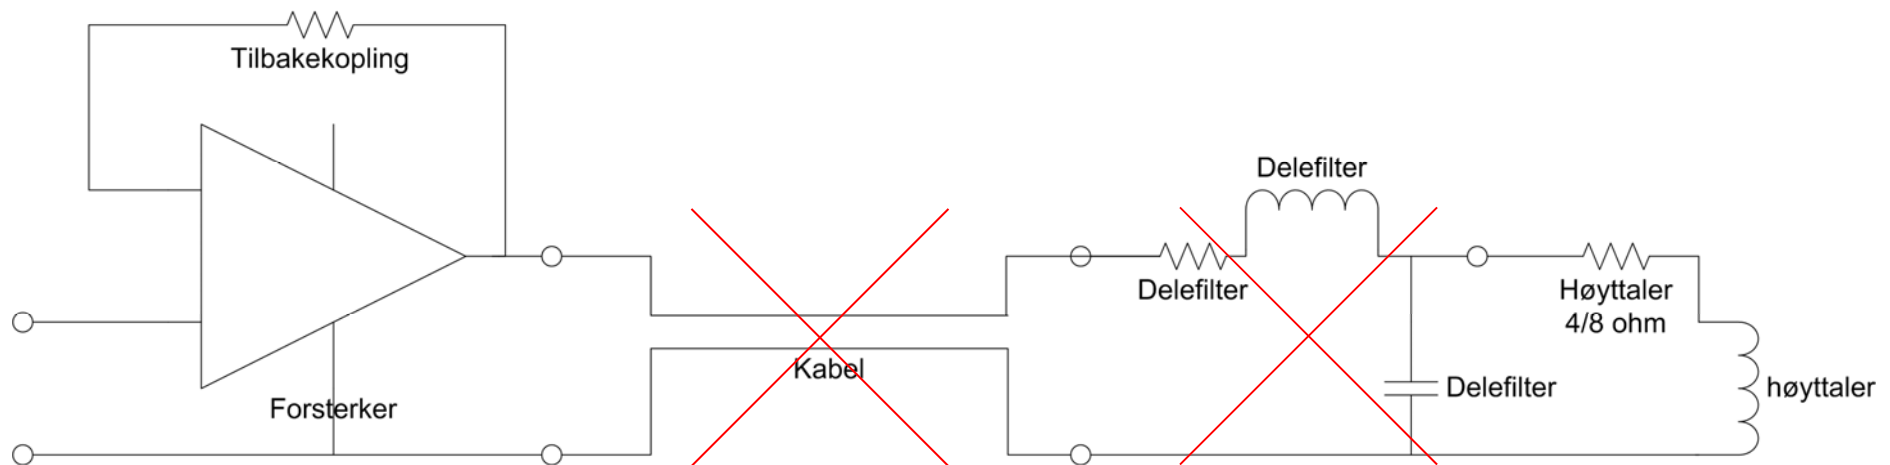 Tilbakekopling
Forsterker
Kabel
Delefilter
Delefilter
Delefilter
Høyttaler
4/8 ohm
høyttaler